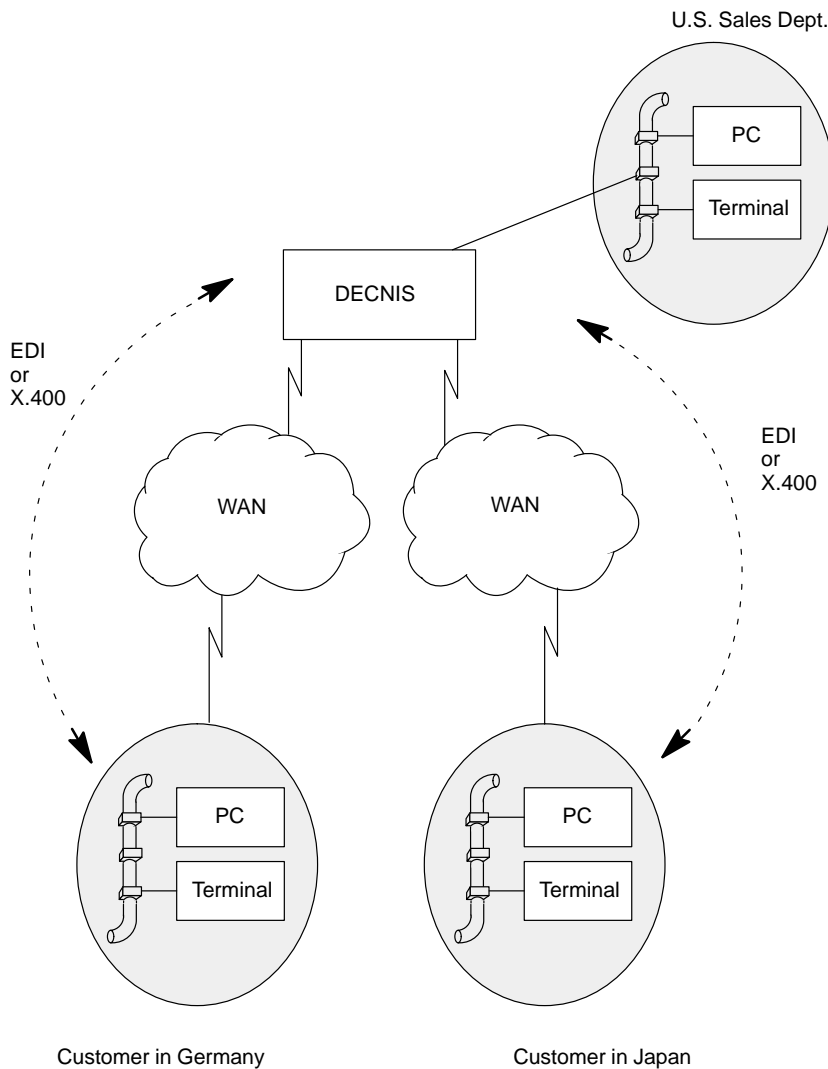 U.S. Sales Dept.
PC
Terminal
DECNIS
EDI
or
X.400
EDI
or
X.400
WAN
WAN
PC
Terminal
PC
Terminal
Customer in Germany
Customer in Japan